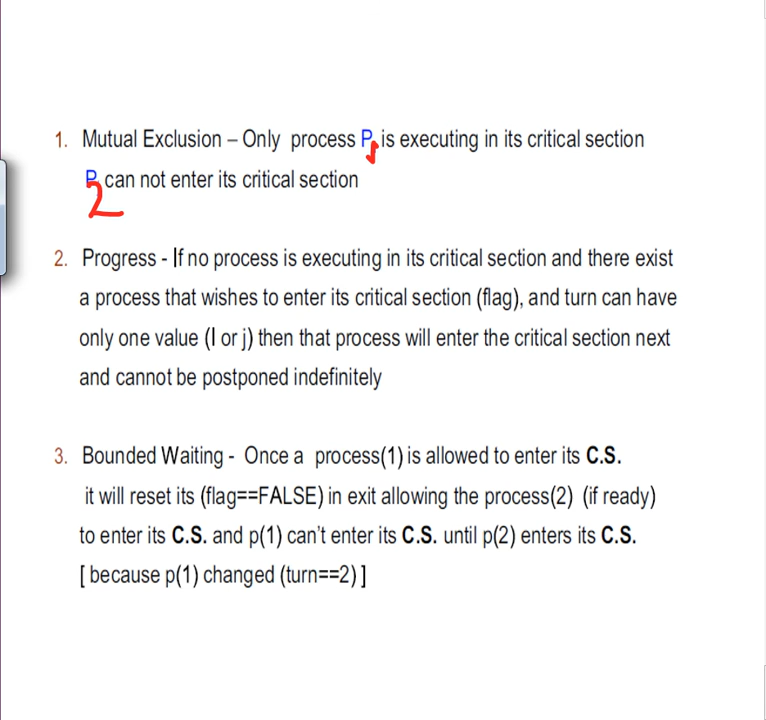 1. Mutual Exclusion – Only process P1 is executing in its critical section
P2 can not enter its critical section
2. Progress - If no process is executing in its critical section and there exist
a process that wishes to enter its critical section (flag), and turn can have
only one value (I or j) then that process will enter the critical section next
and cannot be postponed indefinitely
3. Bounded Waiting - Once a process(1) is allowed to enter its C.S.
it will reset its (flag==FALSE) in exit allowing the process(2) (if ready)
to enter its C.S. and p(1) can't enter its C.S. until p(2) enters its C.S.
[ because p(1) changed (turn==2) ]